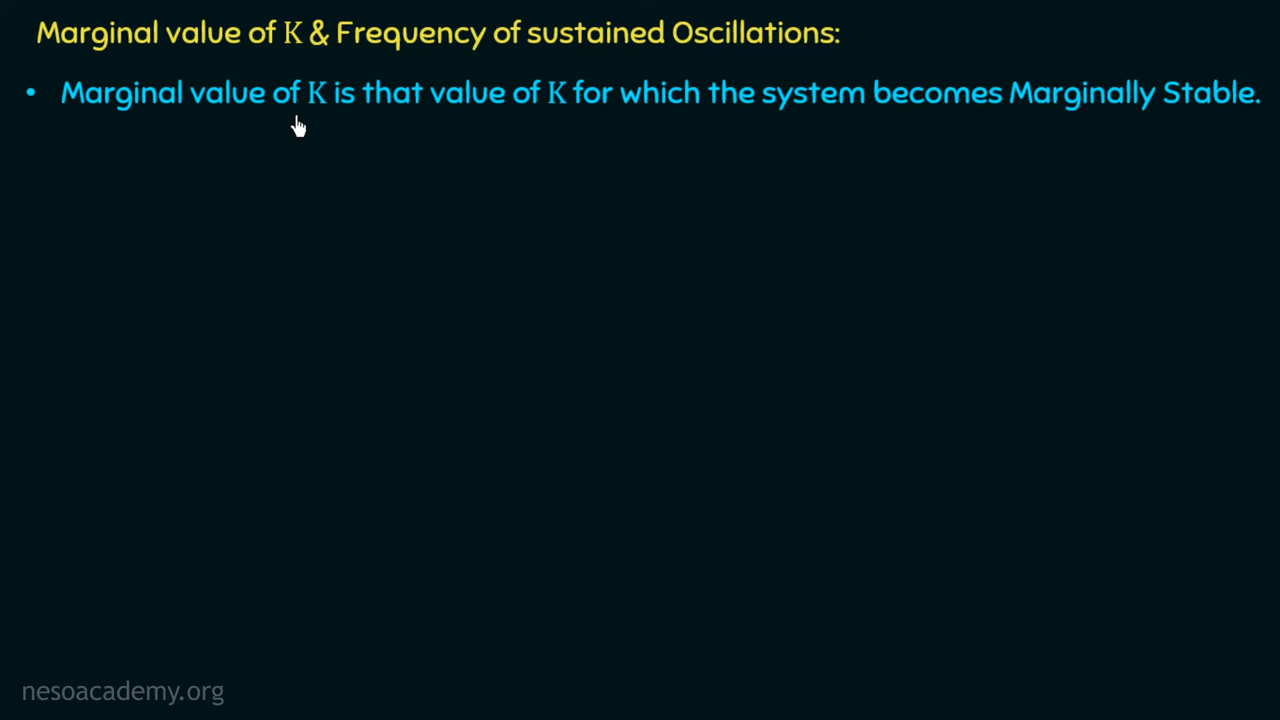 Marginal value of K & Frequency of sustained Oscillations:
• Marginal value of K is that value of K for which the system becomes Marginally Stable.
nesoacademy.org